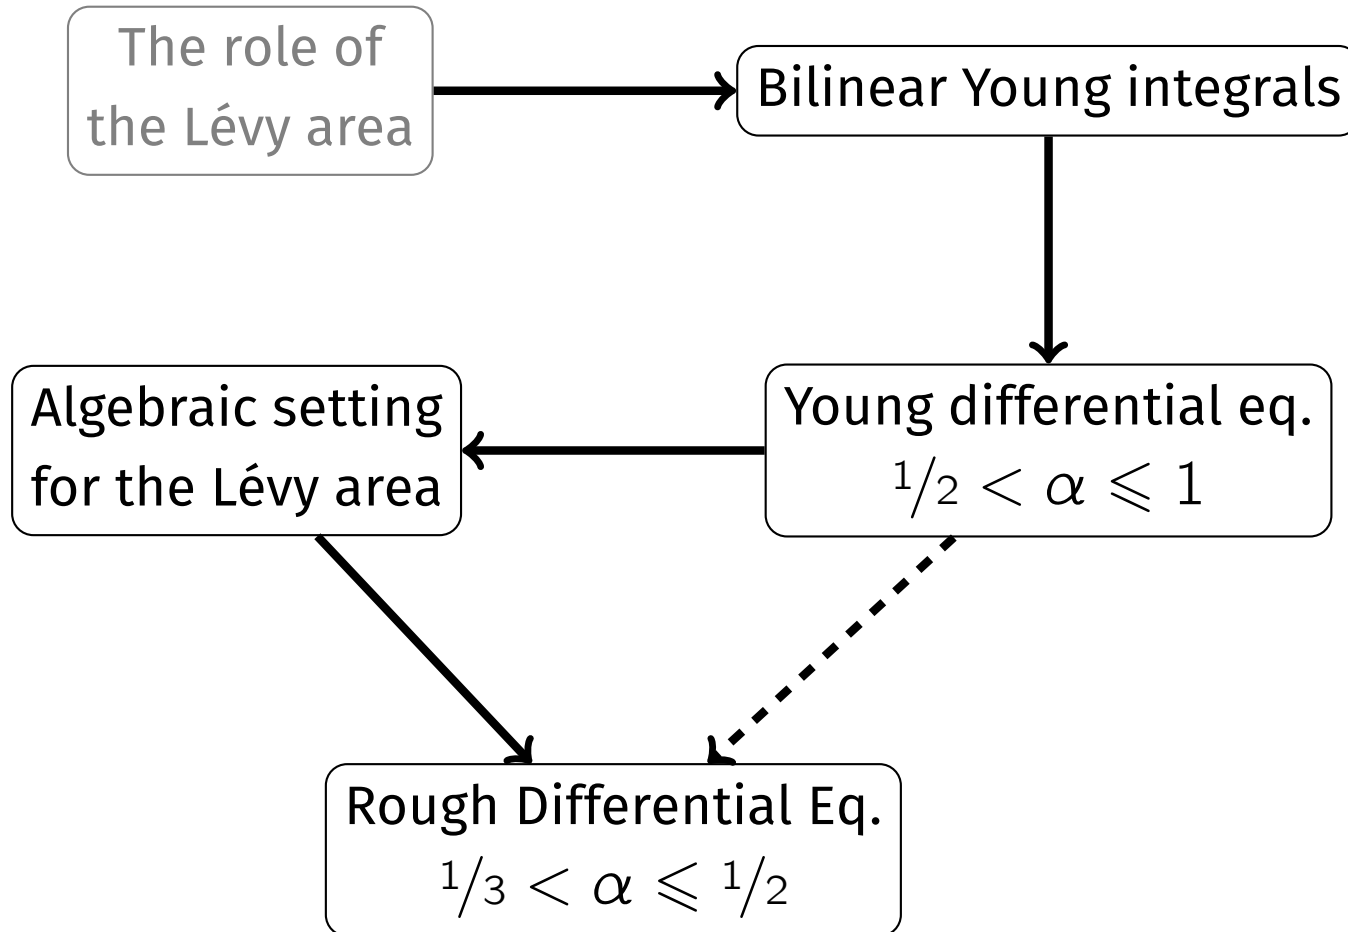 The role of
the Lévy area
Bilinear Young integrals
Algebraic setting
for the Lévy area
Young differential eq.
1/2 < α ⩽ 1
Rough Differential Eq.
1/3 < α ⩽ 1/2